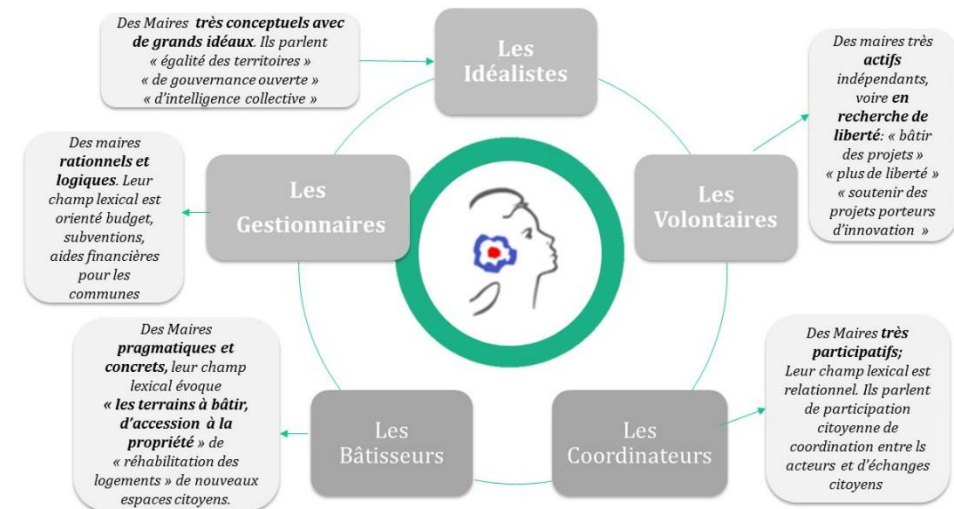 Des Maires très conceptuels avec
de grands idéaux. Ils parlent
« égalité des territoires »
« de gouvernance ouverte »
« d'intelligence collective »
Les
Idéalistes
Des maires très
actifs
indépendants,
voire en
recherche de
liberté: « bâtir
des projets »
« plus de liberté »
« soutenir des
projets porteurs
d'innovation »
Les
Volontaires
Des maires
rationnels et
logiques. Leur
champ lexical est
orienté budget,
subventions,
aides financières
pour les
communes
Les
Gestionnaires
Des Maires
pragmatiques et
concrets, leur champ
lexical évoque
« les terrains à bâtir,
d'accession à la
propriété » de
« réhabilitation des
logements » de nouveaux
espaces citoyens.
Les
Bâtisseurs
Les
Coordinateurs
Des Maires très
participatifs;
Leur champ lexical est
relationnel. Ils parlent
de participation
citoyenne de
coordination entre ls
acteurs et d'échanges
citoyens